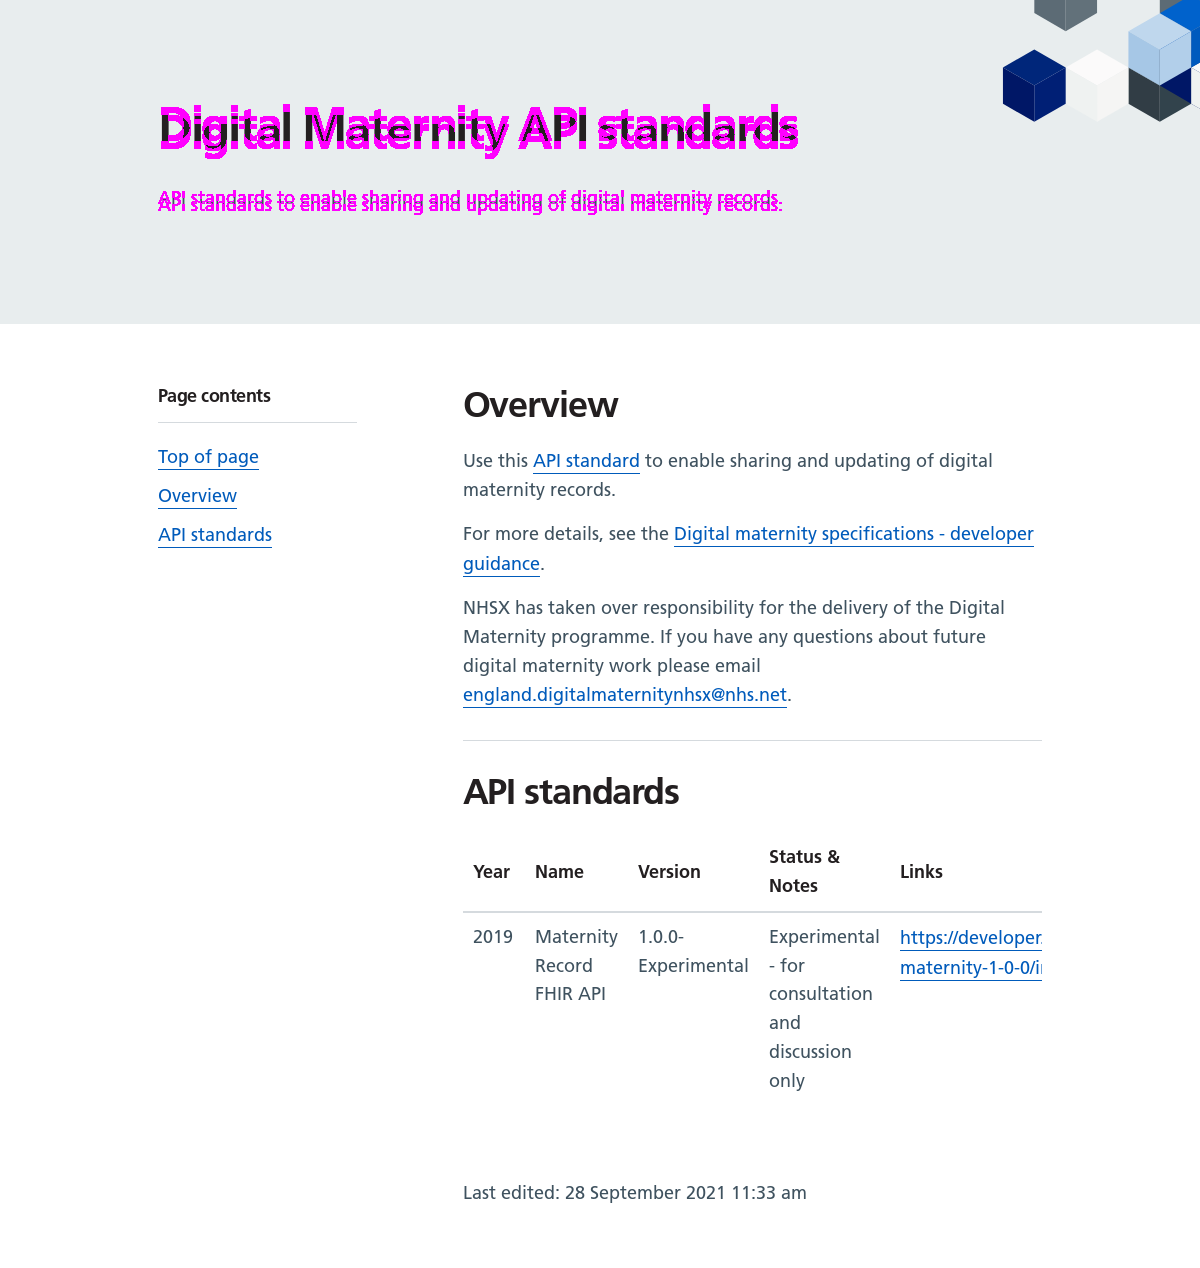 Digital Maternity API standards
API standards to enable sharing and updating of digital maternity records.
Page contents
Top of page
Overview
API standards
Overview
Use this API standard to enable sharing and updating of digital
maternity records.
For more details, see the Digital maternity specifications - developer
guidance.
NHSX has taken over responsibility for the delivery of the Digital
Maternity programme. If you have any questions about future
digital maternity work please email
england.digitalmaternitynhsx@nhs.net.
API standards
Year Name Version Status & Notes Links
2019 Maternity Record FHIR API 1.0.0-Experimental Experimental - for consultation and discussion only https://developer. maternity-1-0-0/i
Last edited: 28 September 2021 11:33 am